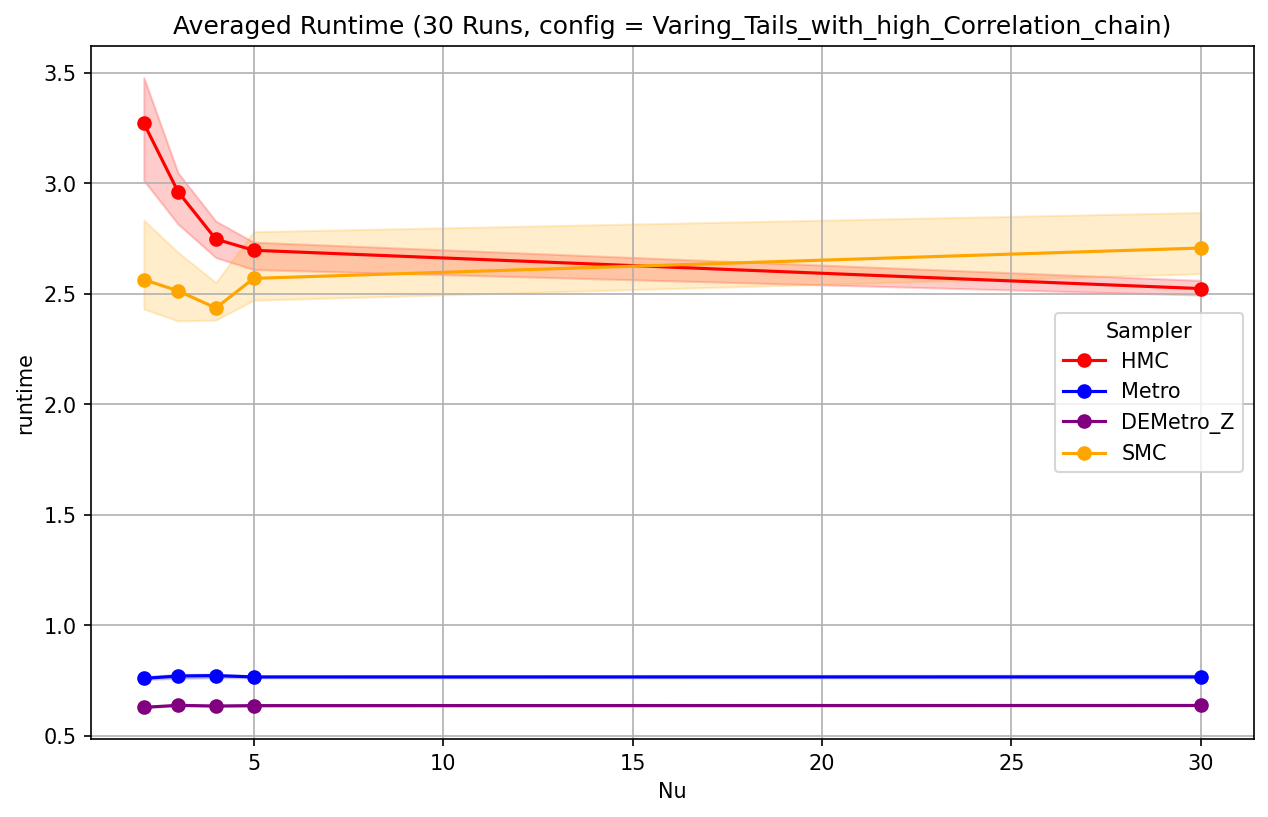 Averaged Runtime (30 Runs, config = Varing_Tails_with_high_Correlation_chain)
3.5
3.0
2.5
2.0
1.5
1.0
0.5
runtime
Sampler
HMC
Metro
DEMetro_Z
SMC
5
10
15
20
25
30
Nu